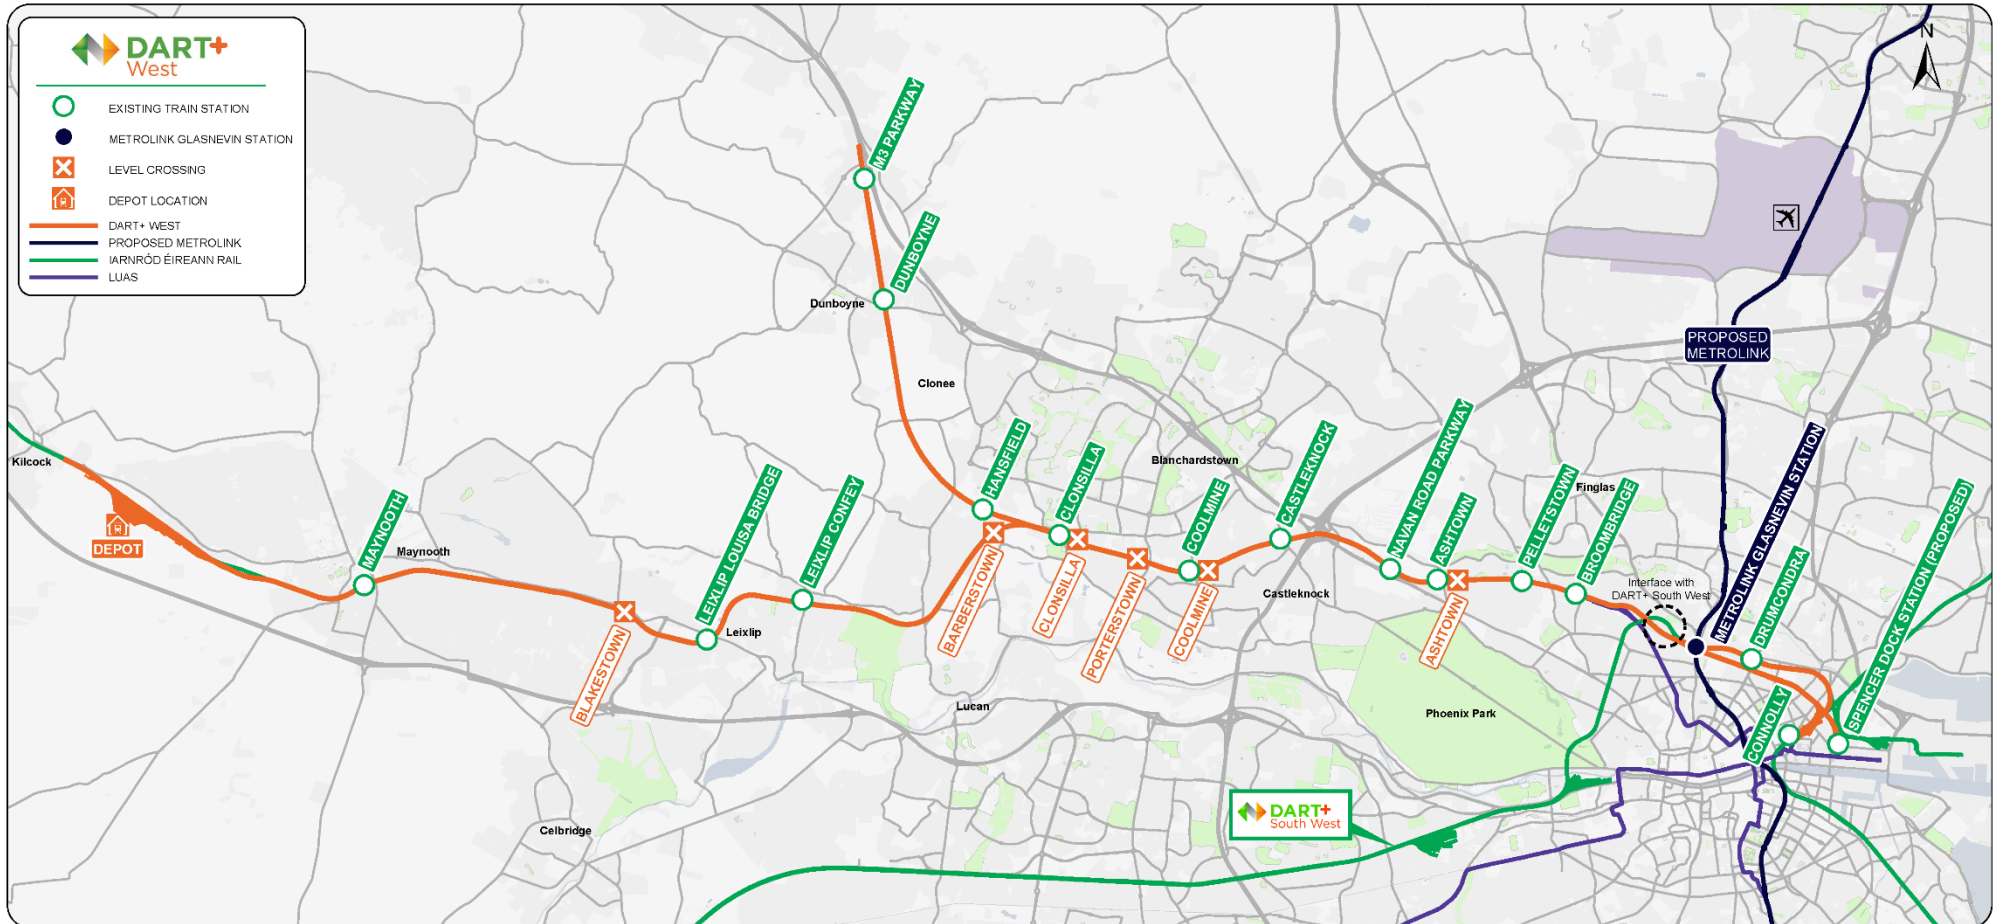 DART+
West
EXISTING TRAIN STATION
METROLINK GLASNEVIN STATION
LEVEL CROSSING
DEPOT LOCATION
DART+ WEST
PROPOSED METROLINK
IARNRÓD ÉIREANN RAIL
LUAS
N
M3 PARKWAY
DUNBOYNE
Dunboyne
Clonee
PROPOSED
METROLINK
Kilcock
DEPOT
MAYNOOTH
Maynooth
BLAKESTOWN
LEIXLIP LOUISA BRIDGE
Leixlip
LEIXLIP CONFEY
HANSFIELD
BARBERSTOWN
CLONSILLA
CLONSILLA
PORTERSTOWN
Blanchardstown
COOLMINE
COOLMINE
CASTLEKNOCK
Castleknock
NAVAN ROAD PARKWAY
ASHTOWN
ASHTOWN
PELLETSTOWN
Finglas
BROOMBRIDGE
Interface with
DART+ South West
METROLINK GLASNEVIN STATION
DRUMCONDRA
SPENCER DOCK STATION (PROPOSED)
CONNOLLY
Lucan
Phoenix Park
Celbridge
DART+
South West